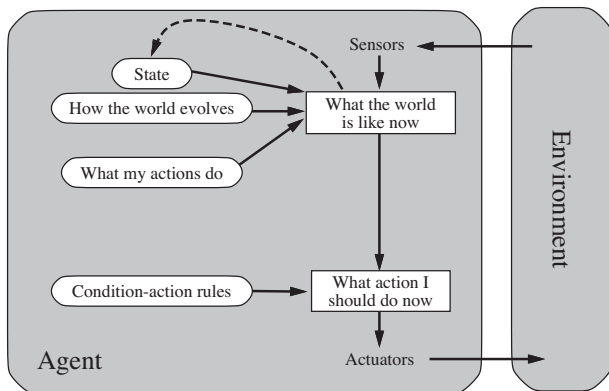 Sensors
State
How the world evolves
What the world
is like now
What my actions do
Environment
Condition-action rules
What action I
should do now
Agent
Actuators